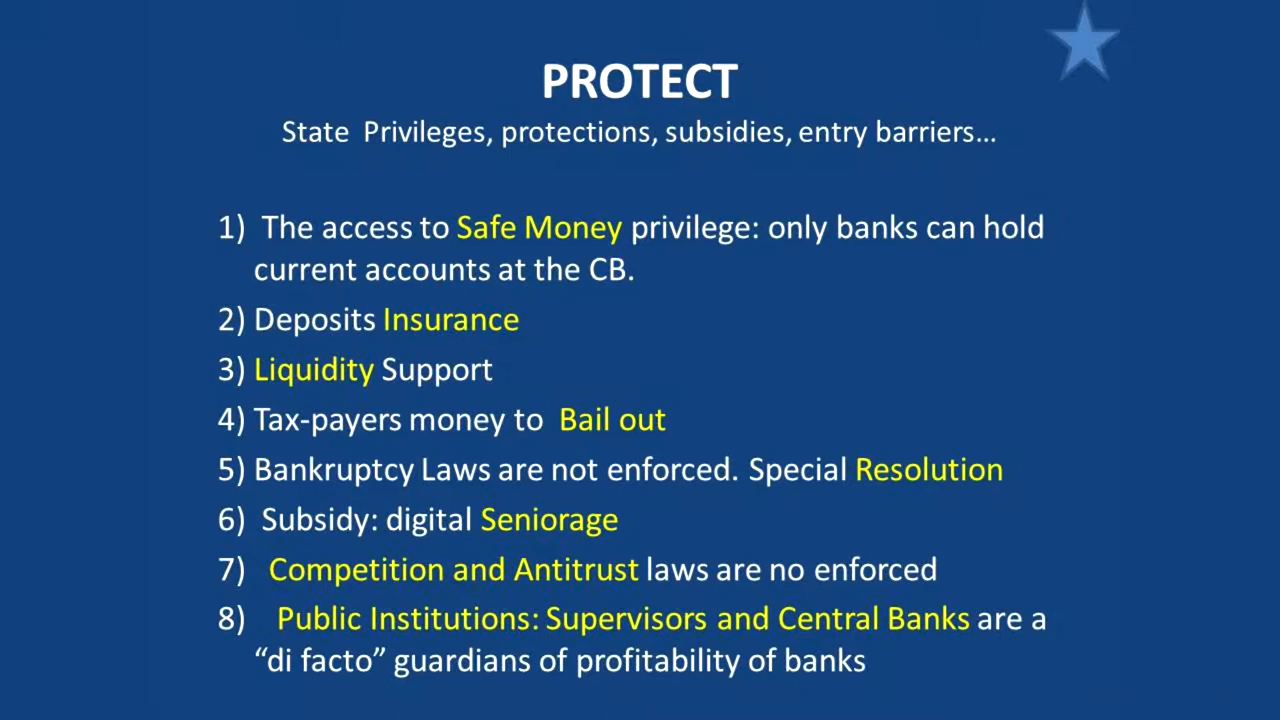 PROTECT
State Privileges, protections, subsidies, entry barriers…
1) The access to Safe Money privilege: only banks can hold
current accounts at the CB.
2) Deposits Insurance
3) Liquidity Support
4) Tax-payers money to Bail out
5) Bankruptcy Laws are not enforced. Special Resolution
6) Subsidy: digital Seniorage
7) Competition and Antitrust laws are no enforced
8) Public Institutions: Supervisors and Central Banks are a
“di facto” guardians of profitability of banks